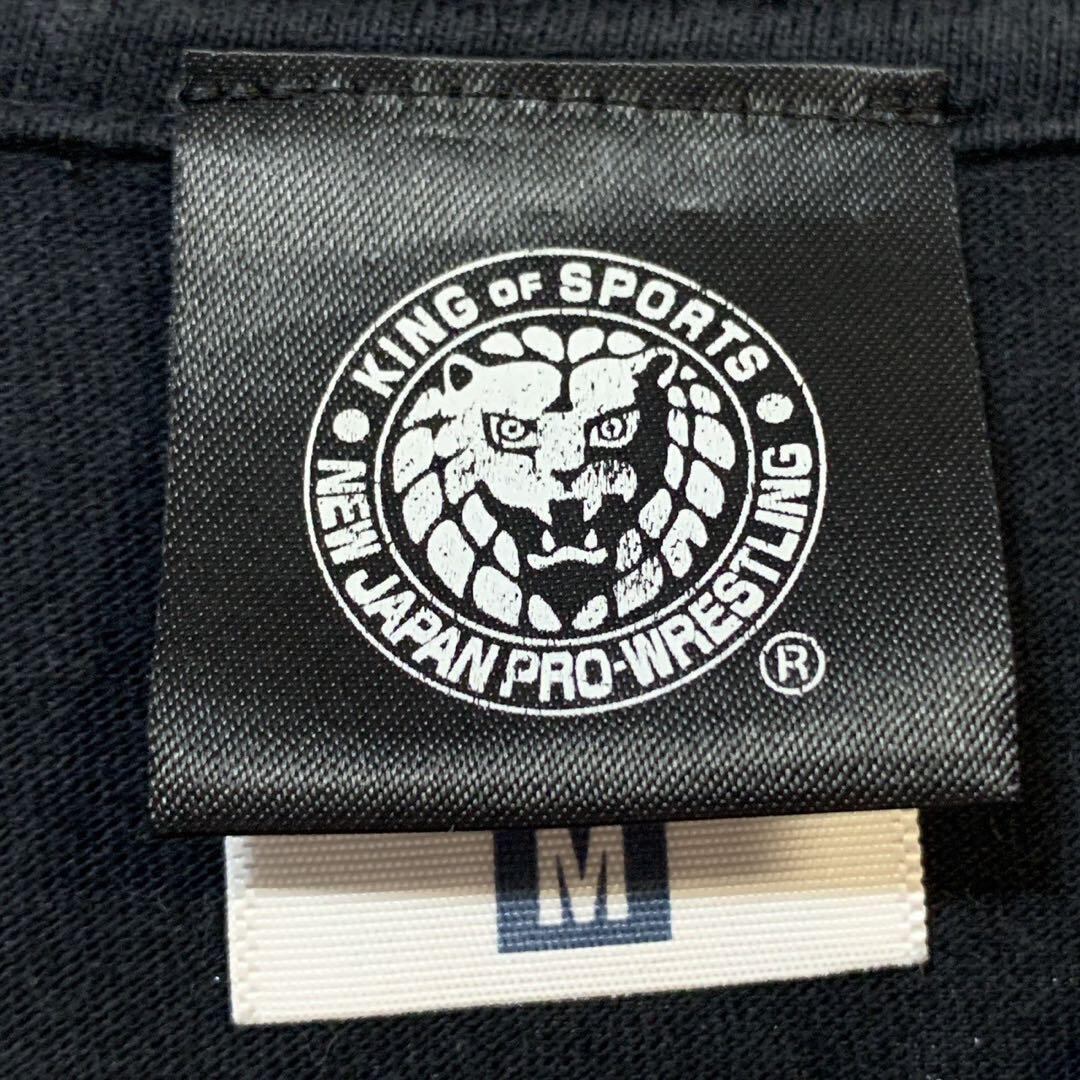 KING OF SPORTS
NEW JAPAN PRO-WRESTLING
®
M